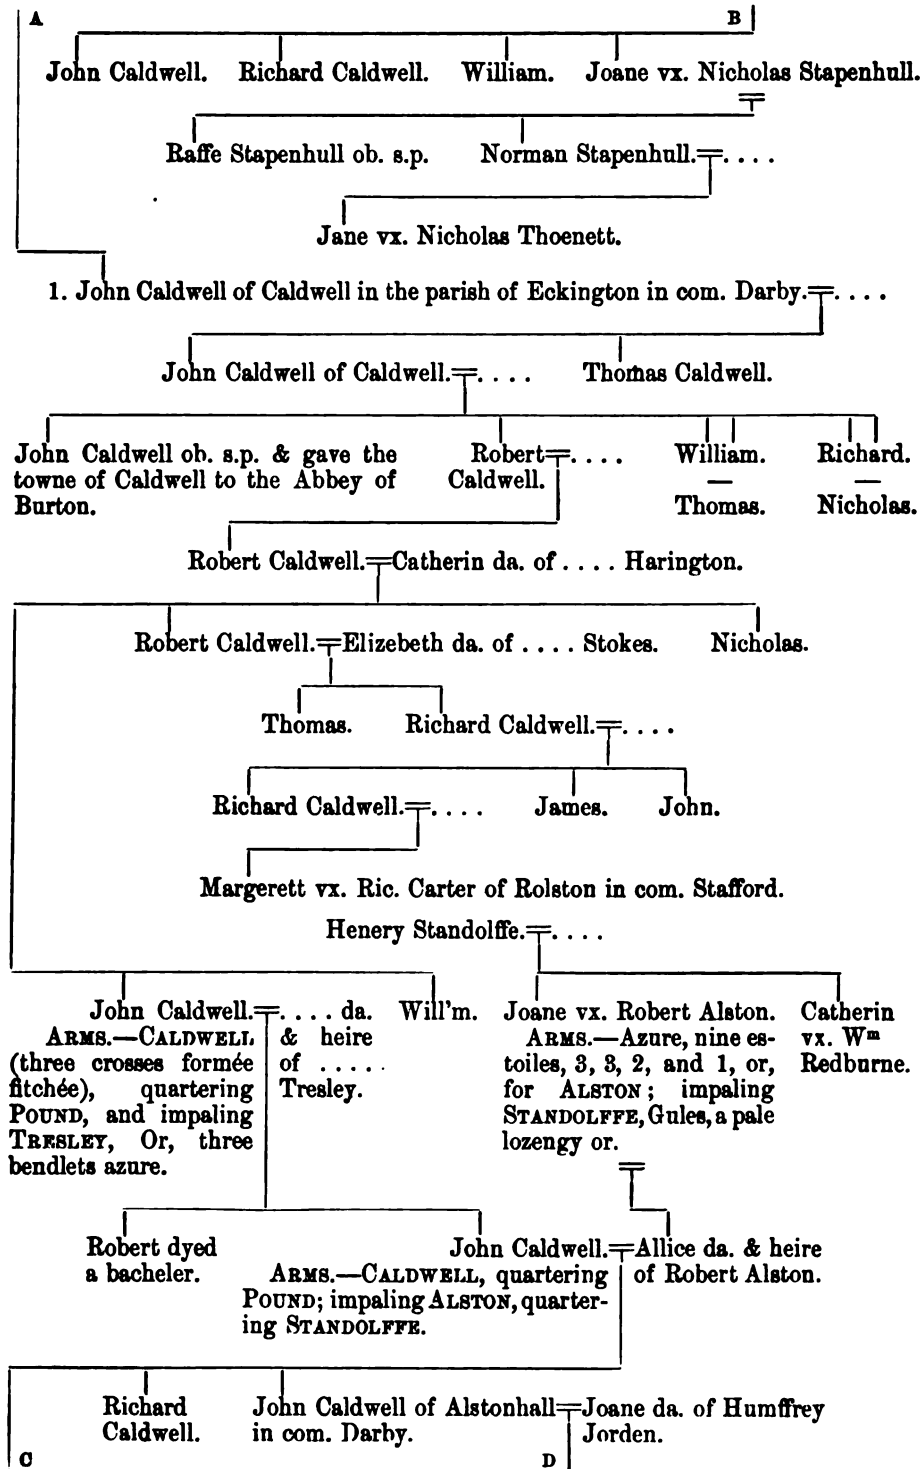 A B
John Caldwell. Richard Caldwell. William. Joane vx. Nicholas Stapenhull.
Raffe Stapenhull ob. s.p. Norman Stapenhull.=....
Jane vx. Nicholas Thoenett.
1. John Caldwell of Caldwell in the parish of Eckington in com. Darby.=....
John Caldwell of Caldwell.=.... Thomas Caldwell.
John Caldwell ob. s.p. & gave the
towne of Caldwell to the Abbey of
Burton.
Robert=....
Caldwell.
William.
—
Thomas.
Richard.
—
Nicholas.
Robert Caldwell.=Catherin da. of .... Harington.
Robert Caldwell.=Elizebeth da. of .... Stokes. Nicholas.
Thomas. Richard Caldwell.=....
Richard Caldwell.=.... James. John.
Margerett vx. Ric. Carter of Rolston in com. Stafford.
Henery Standolffe.=....
John Caldwell.=
ARMS.—CALDWELL
(three crosses formée
fitchée), quartering
POUND, and impaling
TRESLEY, Or, three
bendlets azure.
.... da.
& heire
of .....
Tresley.
Will'm.
Joane vx. Robert Alston.
ARMS.—Azure, nine es-
toiles, 3, 3, 2, and 1, or,
for ALSTON; impaling
STANDOLFFE, Gules, a pale
lozengy or.
Catherin
vx. Wm
Redburne.
Robert dyed
a bacheler.
John Caldwell.=
ARMS.—CALDWELL, quartering
POUND; impaling ALSTON, quarter-
ing STANDOLFFE.
Allice da. & heire
of Robert Alston.
Richard
Caldwell.
John Caldwell of Alstonhall=
in com. Darby.
Joane da. of Humffrey
Jorden.
C D